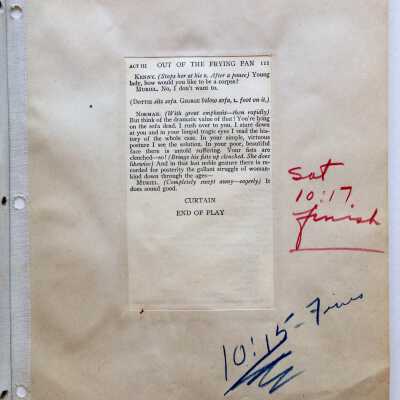 ACT III OUT OF THE FRYING PAN 111
KENNY. (Stops her at his R. After a pause) Young
lady, how would you like to be a corpse?
MURIEL. No, I don't want to.
(DOTTIE sits sofa. GEORGE below sofa, L. foot on it.)
NORMAN. (With great emphasis—then rapidly)
But think of the dramatic value of that! You're lying
on the sofa dead. I rush over to you. I start down
at you and in your limpid tragic eyes I read the his-
tory of the whole case. In your simple, virtuous
posture I see the solution. In your poor, beautiful
face there is untold suffering. Your fists are
clenched—so! (Brings his fists up clenched. She does
likewise) And in that last noble gesture there is re-
corded for posterity the gallant struggle of woman-
kind down through the ages—
MURIEL. (Completely swept away—eagerly) It
does sound good.
CURTAIN
END OF PLAY
Sat
10:17
finish
10:15-